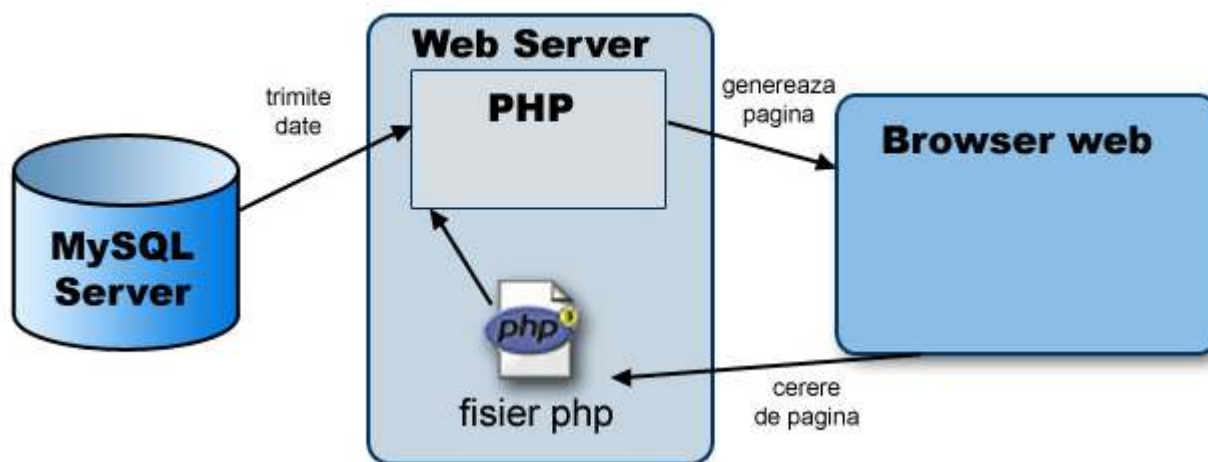 Web Server
PHP
trimite
date
genereaza
pagina
Browser web
MySQL
Server
php
fisier php
cerere
de pagina